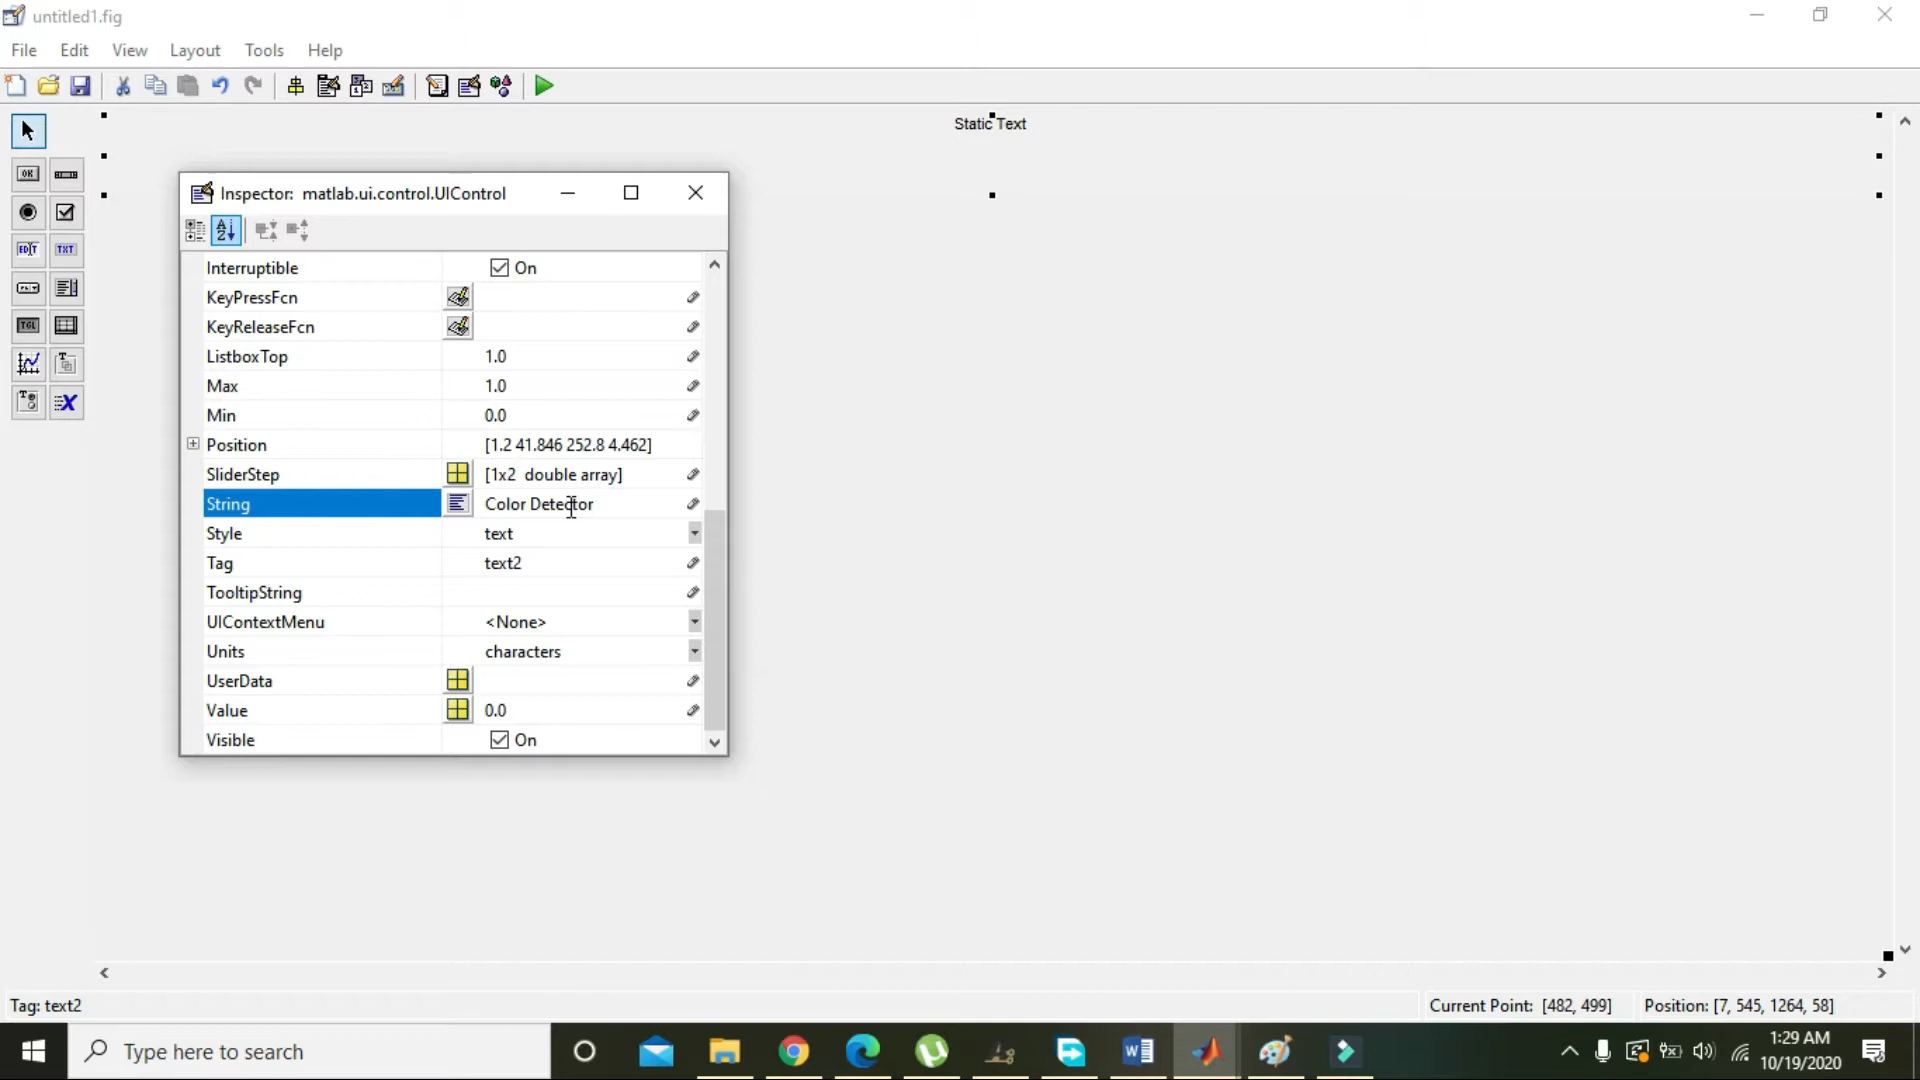 untitled1.fig
File Edit View Layout Tools Help
Static Text
Inspector: matlab.ui.control.UIControl
Interruptible On
KeyPressFcn
KeyReleaseFcn
ListboxTop 1.0
Max 1.0
Min 0.0
Position [1.2 41.846 252.8 4.462]
SliderStep [1x2 double array]
String Color Detector
Style text
Tag text2
TooltipString
UIContextMenu <None>
Units characters
UserData
Value 0.0
Visible On
OK
EDIT TXT
TGL
Tag: text2 Current Point: [482, 499] Position: [7, 545, 1264, 58]
Type here to search
1:29 AM
10/19/2020